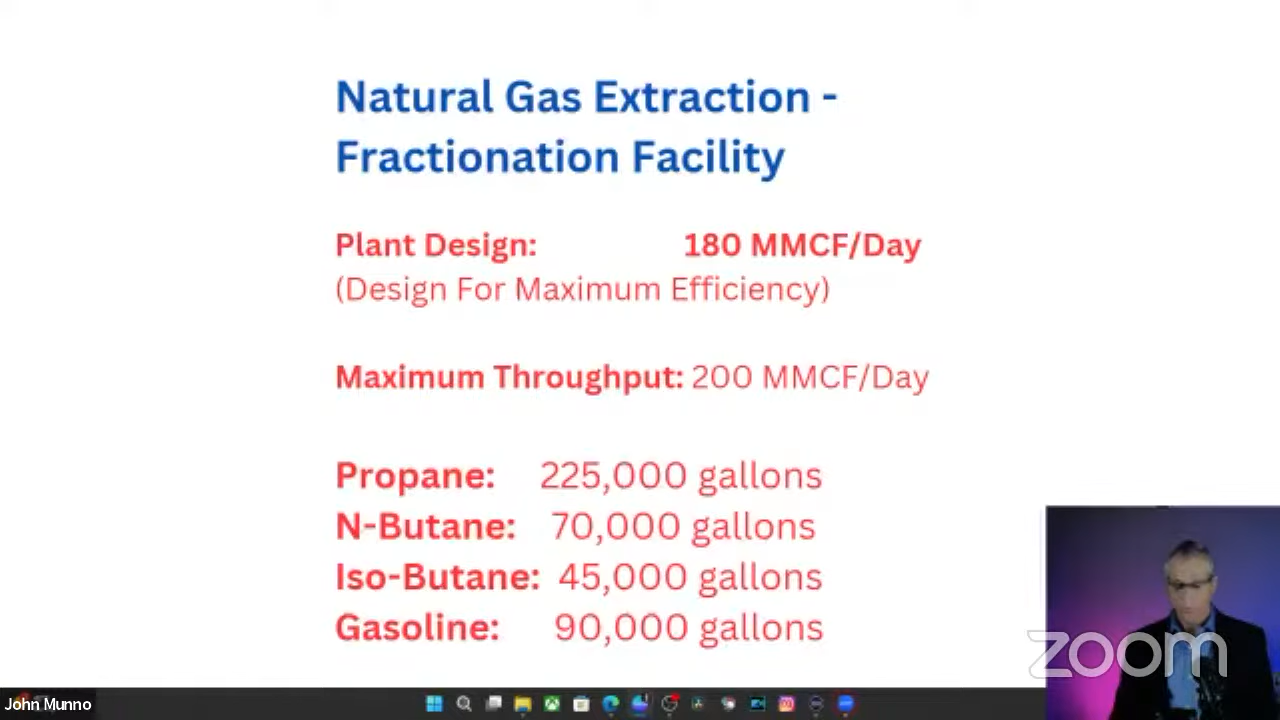 Natural Gas Extraction -
Fractionation Facility
Plant Design: 180 MMCF/Day
(Design For Maximum Efficiency)
Maximum Throughput: 200 MMCF/Day
Propane: 225,000 gallons
N-Butane: 70,000 gallons
Iso-Butane: 45,000 gallons
Gasoline: 90,000 gallons
zoom
John Munno